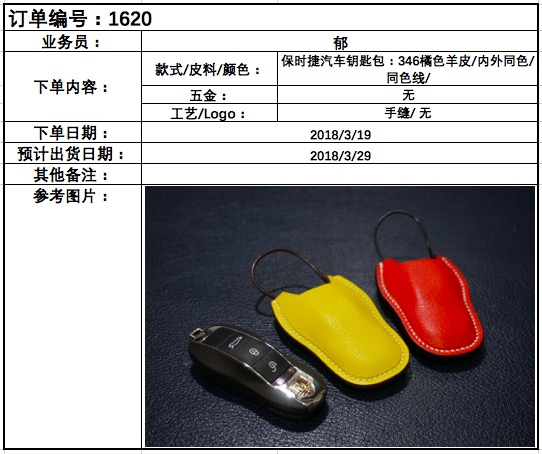 订单编号：1620
业务员：
郁
下单内容：
款式/皮料/颜色：
保时捷汽车钥匙包：346橘色羊皮/内外同色/
同色线/
五金：
无
工艺/Logo：
手缝/ 无
下单日期：
2018/3/19
预计出货日期：
2018/3/29
其他备注：
参考图片：